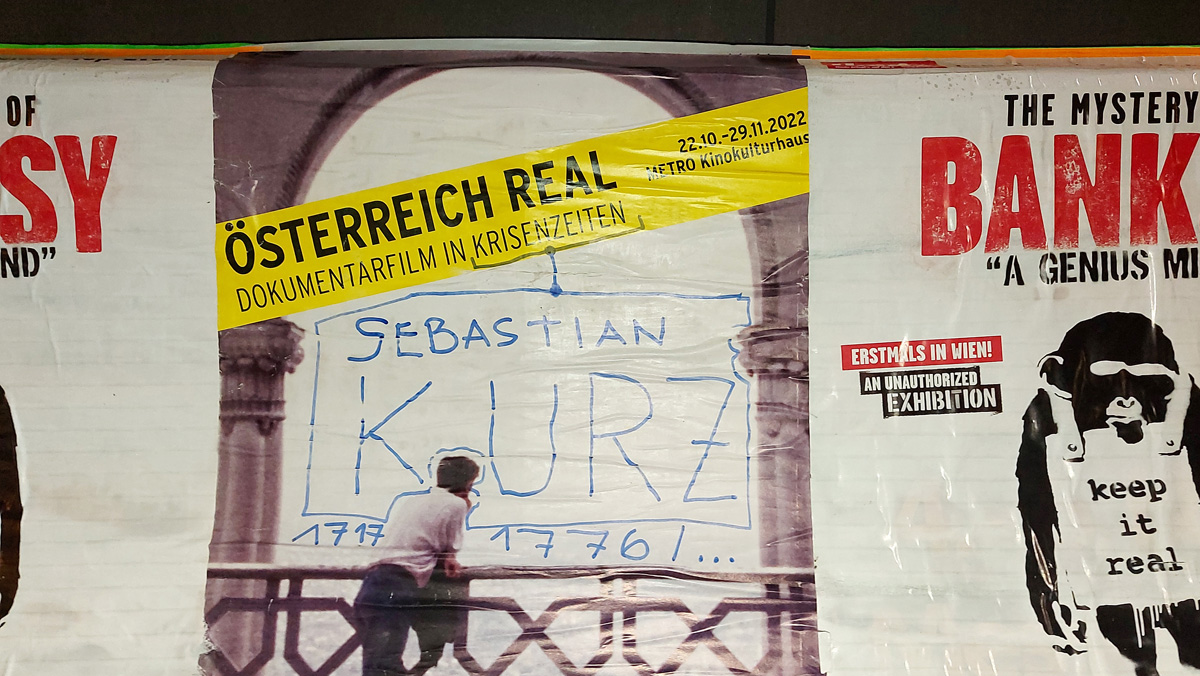 OF
SY
ND”
22.10.-29.11.2022
METRO Kinokulturhaus
ÖSTERREICH REAL
DOKUMENTARFILM IN KRISENZEITEN
SEBASTIAN
KURZ
1717 1776/...
THE MYSTERY
BANK
“A GENIUS MI
ERSTMALS IN WIEN!
AN UNAUTHORIZED
EXHIBITION
keep
it
real